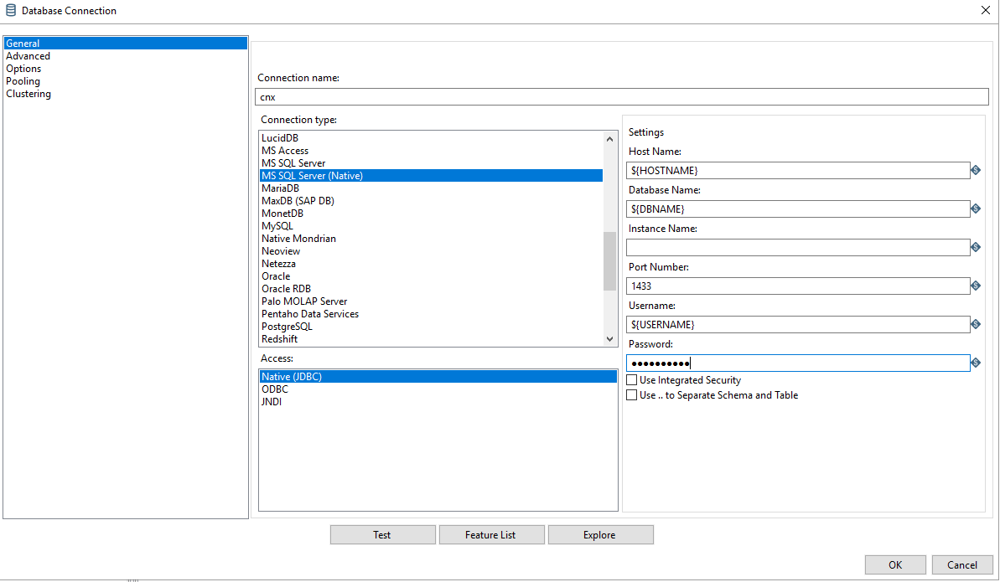 Database Connection
General
Advanced
Options
Pooling
Clustering
Connection name:
cnx
Connection type:
LucidDB
MS Access
MS SQL Server
MS SQL Server (Native)
MariaDB
MaxDB (SAP DB)
MonetDB
MySQL
Native Mondrian
Neoview
Netezza
Oracle
Oracle RDB
Palo MOLAP Server
Pentaho Data Services
PostgreSQL
Redshift
Access:
Native (JDBC)
ODBC
JNDI
Settings
Host Name:
${HOSTNAME}
Database Name:
${DBNAME}
Instance Name:
Port Number:
1433
Username:
${USERNAME}
Password:
●●●●●●●●●●
Use Integrated Security
Use .. to Separate Schema and Table
Test
Feature List
Explore
OK
Cancel